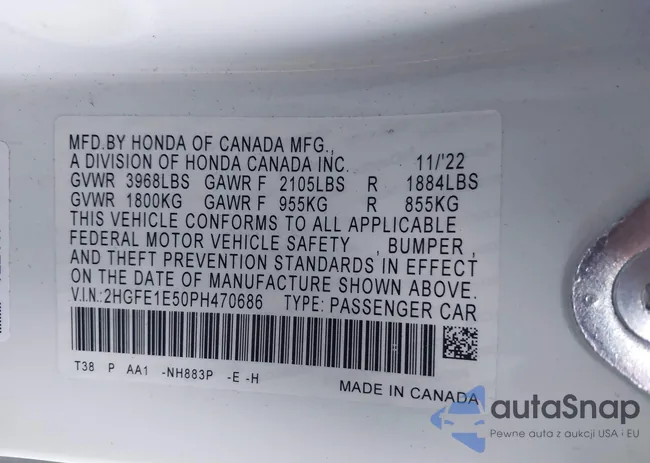 MFD.BY HONDA OF CANADA MFG.,
A DIVISION OF HONDA CANADA INC. 11/'22
GVWR 3968LBS GAWR F 2105LBS R 1884LBS
GVWR 1800KG GAWR F 955KG R 855KG
THIS VEHICLE CONFORMS TO ALL APPLICABLE
FEDERAL MOTOR VEHICLE SAFETY , BUMPER ,
AND THEFT PREVENTION STANDARDS IN EFFECT
ON THE DATE OF MANUFACTURE SHOWN ABOVE.
V.I.N.:2HGFE1E50PH470686 TYPE: PASSENGER CAR
T38 P AA1 -NH883P -E -H
MADE IN CANADA
autaSnap
Pewne auta z aukcji USA i EU